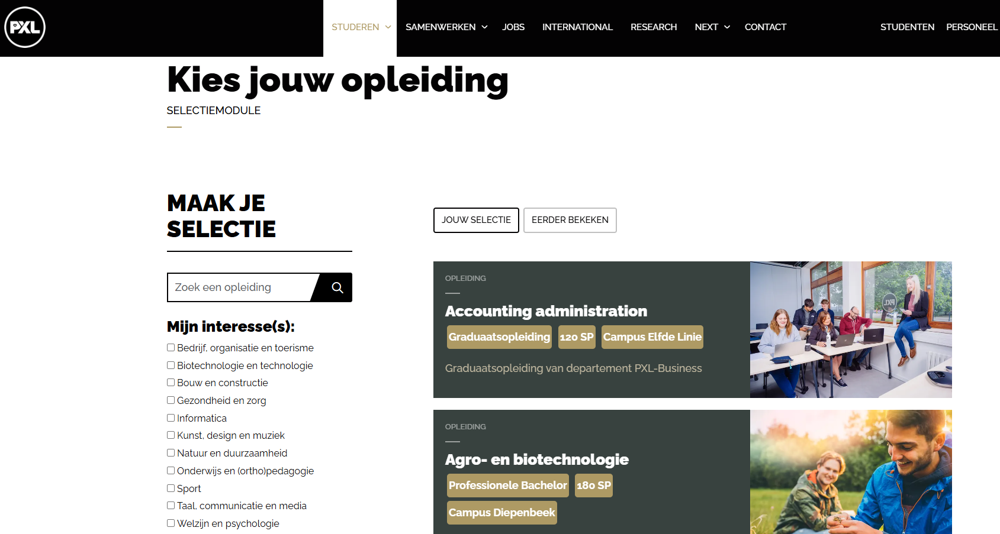 PXL
STUDEREN
SAMENWERKEN
JOBS
INTERNATIONAL
RESEARCH
NEXT
CONTACT
STUDENTEN
PERSONEEL
Kies jouw opleiding
SELECTIEMODULE
MAAK JE
SELECTIE
Zoek een opleiding
Mijn interesse(s):
Bedrijf, organisatie en toerisme
Biotechnologie en technologie
Bouw en constructie
Gezondheid en zorg
Informatica
Kunst, design en muziek
Natuur en duurzaamheid
Onderwijs en (ortho)pedagogie
Sport
Taal, communicatie en media
Welzijn en psychologie
JOUW SELECTIE
EERDER BEKEKEN
OPLEIDING
Accounting administration
Graduaatsopleiding
120 SP
Campus Elfde Linie
Graduaatsopleiding van departement PXL-Business
PXL
OPLEIDING
Agro- en biotechnologie
Professionele Bachelor
180 SP
Campus Diepenbeek